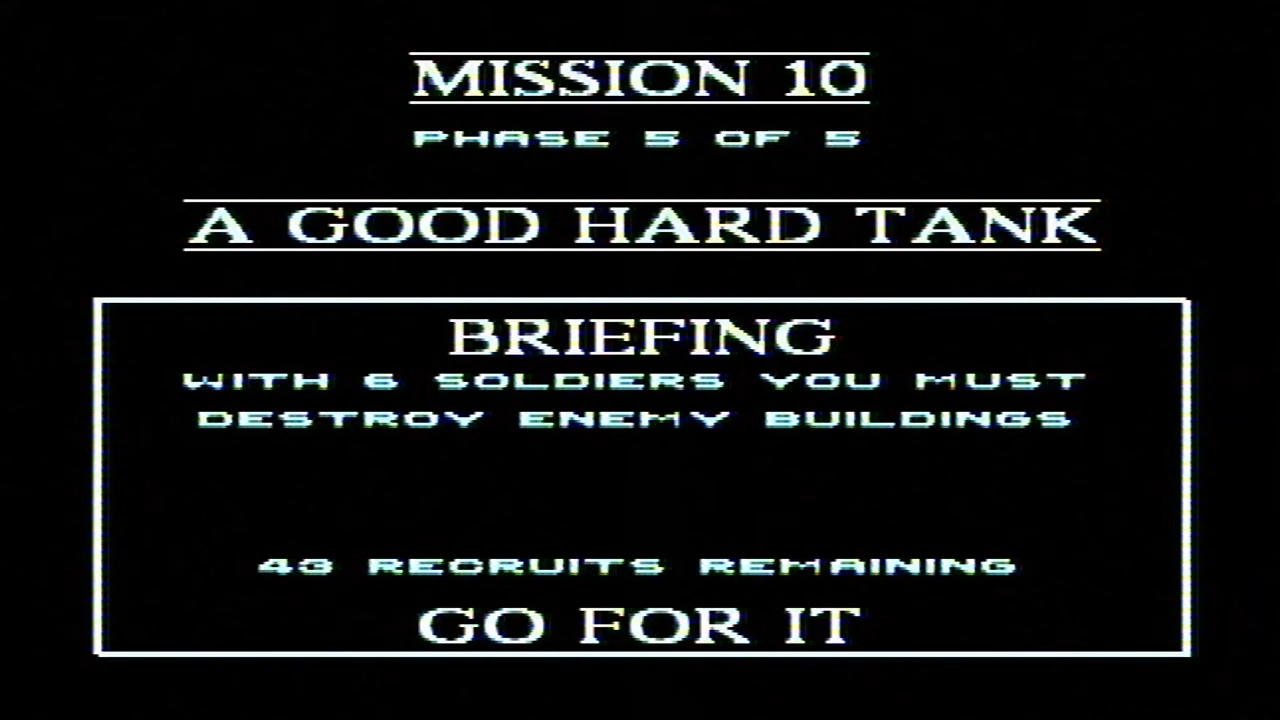 MISSION 10
PHASE 5 OF 5
A GOOD HARD TANK
BRIEFING
WITH 6 SOLDIERS YOU MUST
DESTROY ENEMY BUILDINGS
43 RECRUITS REMAINING
GO FOR IT